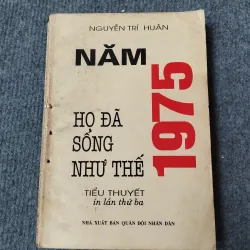 NGUYỄN TRÍ HUÂN
NĂM
1975
HỌ ĐÃ
SỐNG
NHƯ THẾ
TIỂU THUYẾT
in lần thứ ba
NHÀ XUẤT BẢN QUÂN ĐỘI NHÂN DÂN